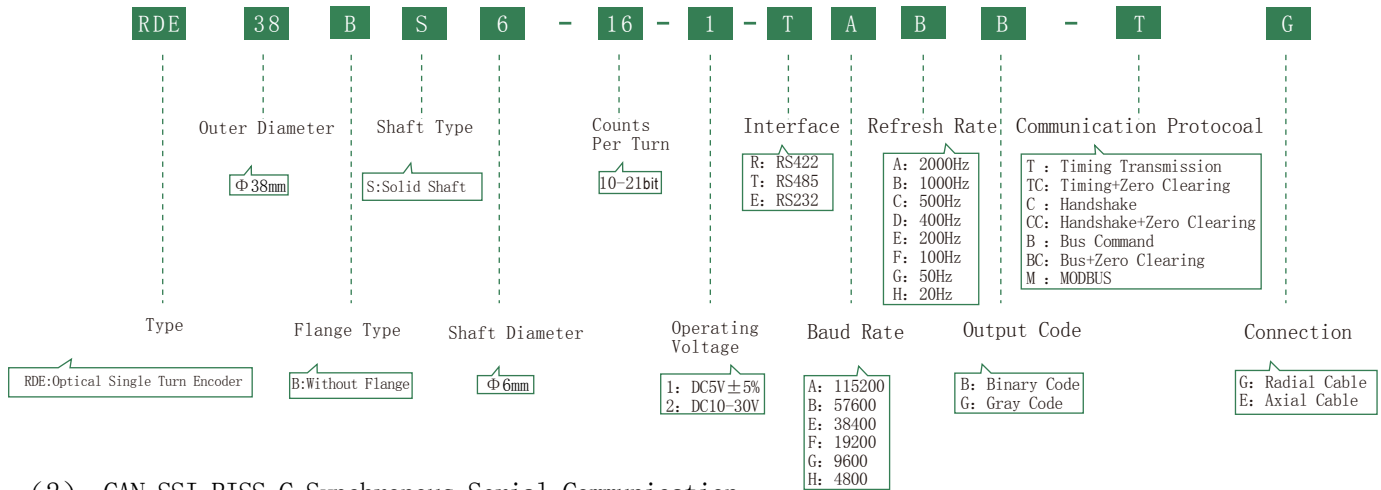 RDE 38 B S 6 - 16 - 1 - T A B B - T G
Outer Diameter
Φ38mm
Shaft Type
S:Solid Shaft
Counts
Per Turn
10-21bit
Interface
R: RS422
T: RS485
E: RS232
Refresh Rate
A: 2000Hz
B: 1000Hz
C: 500Hz
D: 400Hz
E: 200Hz
F: 100Hz
G: 50Hz
H: 20Hz
Communication Protocoal
T : Timing Transmission
TC: Timing+Zero Clearing
C : Handshake
CC: Handshake+Zero Clearing
B : Bus Command
BC: Bus+Zero Clearing
M : MODBUS
Type
RDE:Optical Single Turn Encoder
Flange Type
B:Without Flange
Shaft Diameter
Φ6mm
Operating
Voltage
1: DC5V±5%
2: DC10-30V
Baud Rate
A: 115200
B: 57600
E: 38400
F: 19200
G: 9600
H: 4800
Output Code
B: Binary Code
G: Gray Code
Connection
G: Radial Cable
E: Axial Cable